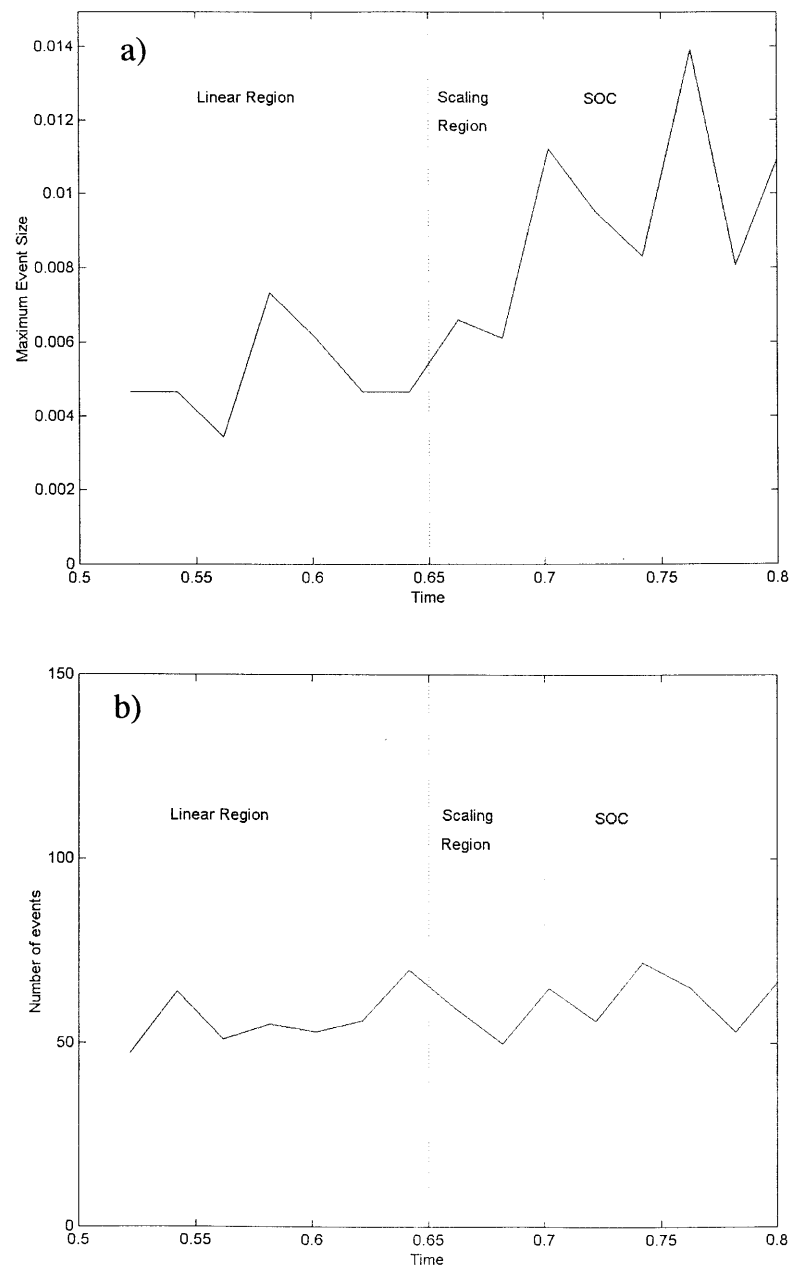 a)
0.014
0.012
0.01
0.008
0.006
0.004
0.002
0
Maximum Event Size
Linear Region
Scaling
Region
SOC
0.5
0.55
0.6
0.65
0.7
0.75
0.8
Time
b)
150
100
50
0
Number of events
Linear Region
Scaling
Region
SOC
0.5
0.55
0.6
0.65
0.7
0.75
0.8
Time